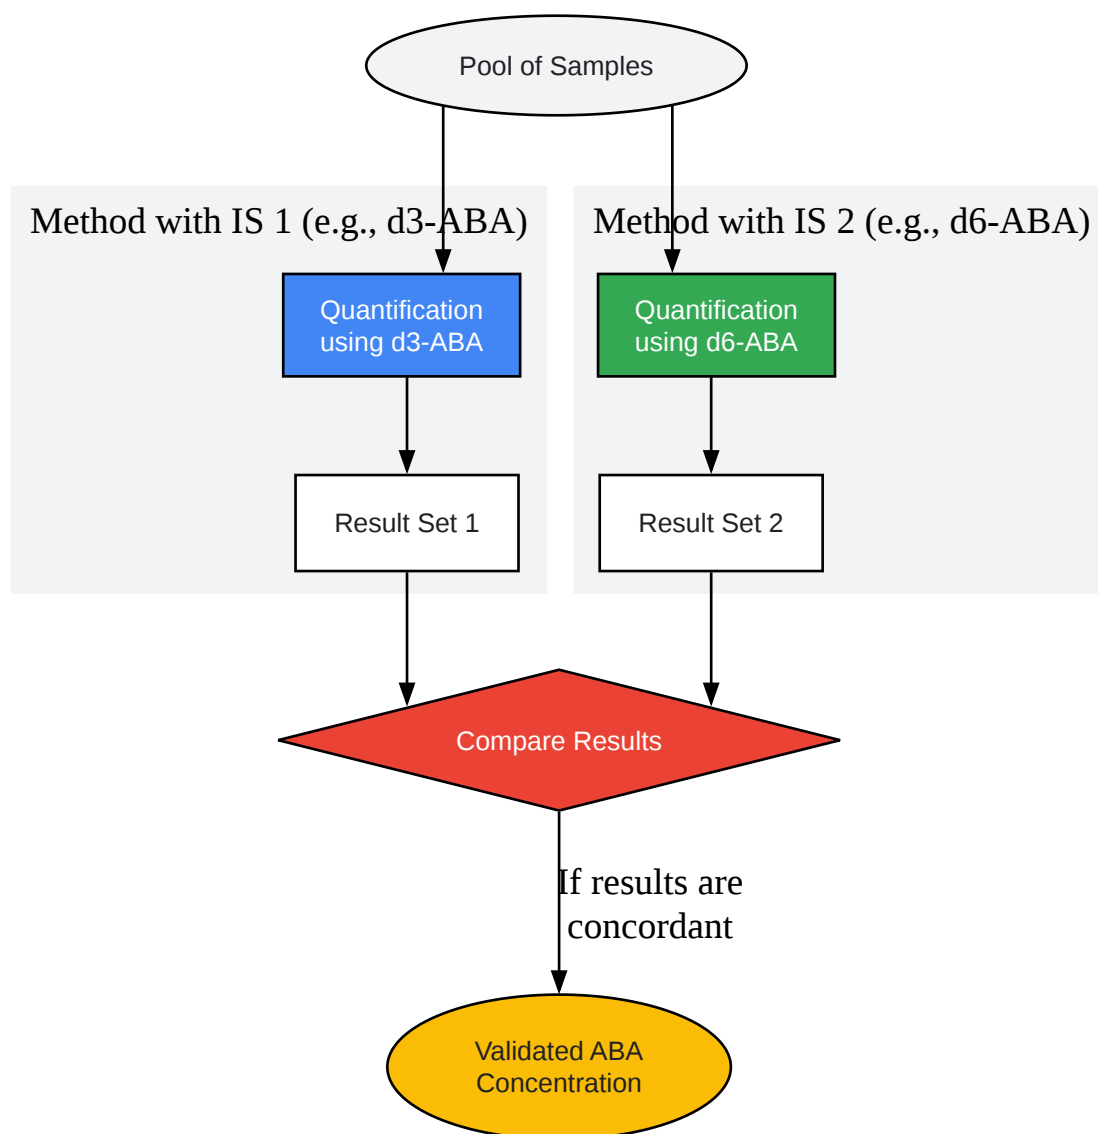 Pool of Samples
Method with IS 1 (e.g., d3-ABA)
Method with IS 2 (e.g., d6-ABA)
Quantification
using d3-ABA
Quantification
using d6-ABA
Result Set 1
Result Set 2
Compare Results
If results are
concordant
Validated ABA
Concentration